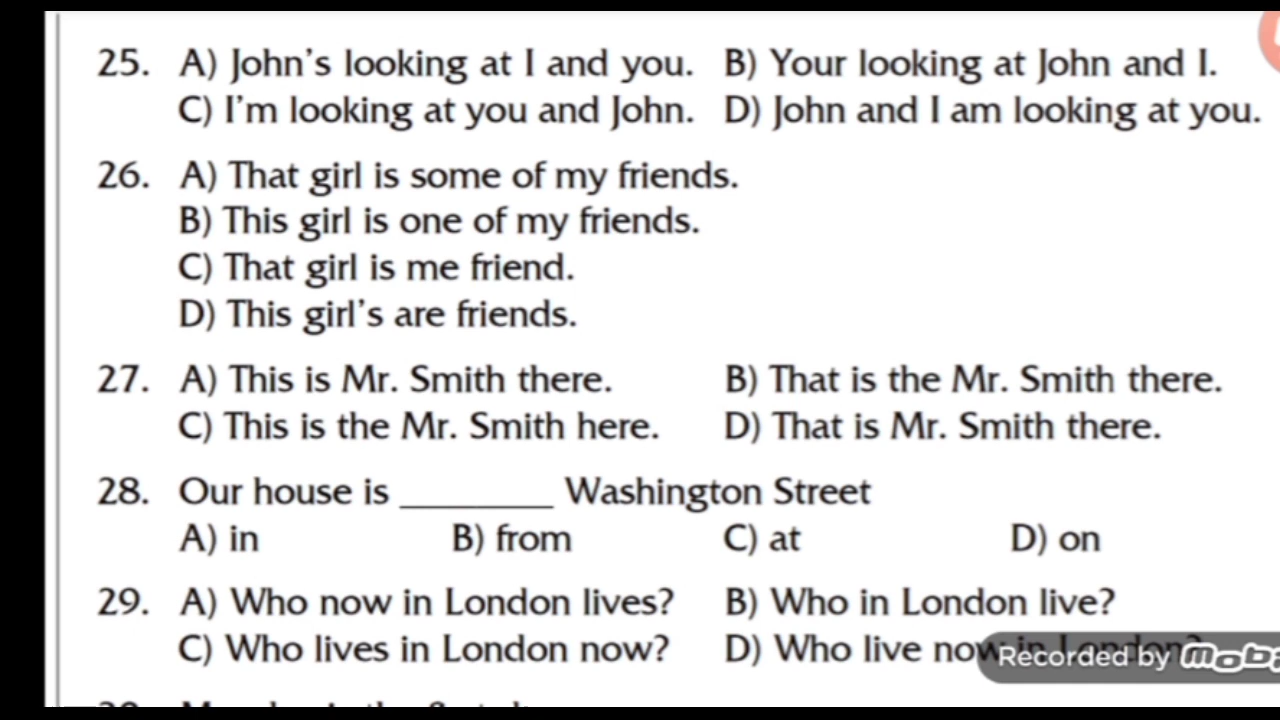 25. A) John's looking at I and you. B) Your looking at John and I.
C) I'm looking at you and John. D) John and I am looking at you.
26. A) That girl is some of my friends.
B) This girl is one of my friends.
C) That girl is me friend.
D) This girl's are friends.
27. A) This is Mr. Smith there. B) That is the Mr. Smith there.
C) This is the Mr. Smith here. D) That is Mr. Smith there.
28. Our house is ________ Washington Street
A) in B) from C) at D) on
29. A) Who now in London lives? B) Who in London live?
C) Who lives in London now? D) Who live now in London?
Recorded by